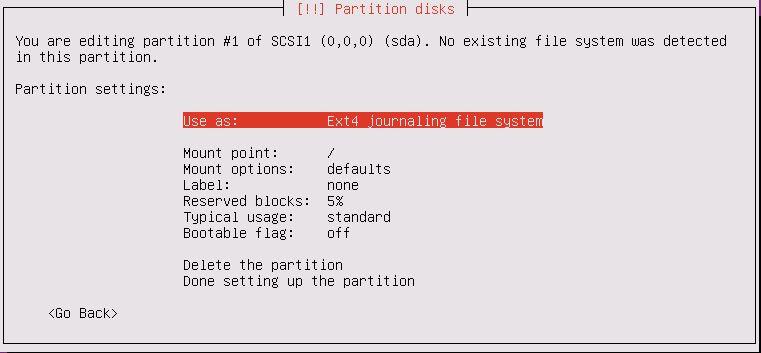 [!!] Partition disks
You are editing partition #1 of SCSI1 (0,0,0) (sda). No existing file system was detected
in this partition.
Partition settings:
Use as: Ext4 journaling file system
Mount point: /
Mount options: defaults
Label: none
Reserved blocks: 5%
Typical usage: standard
Bootable flag: off
Delete the partition
Done setting up the partition
<Go Back>